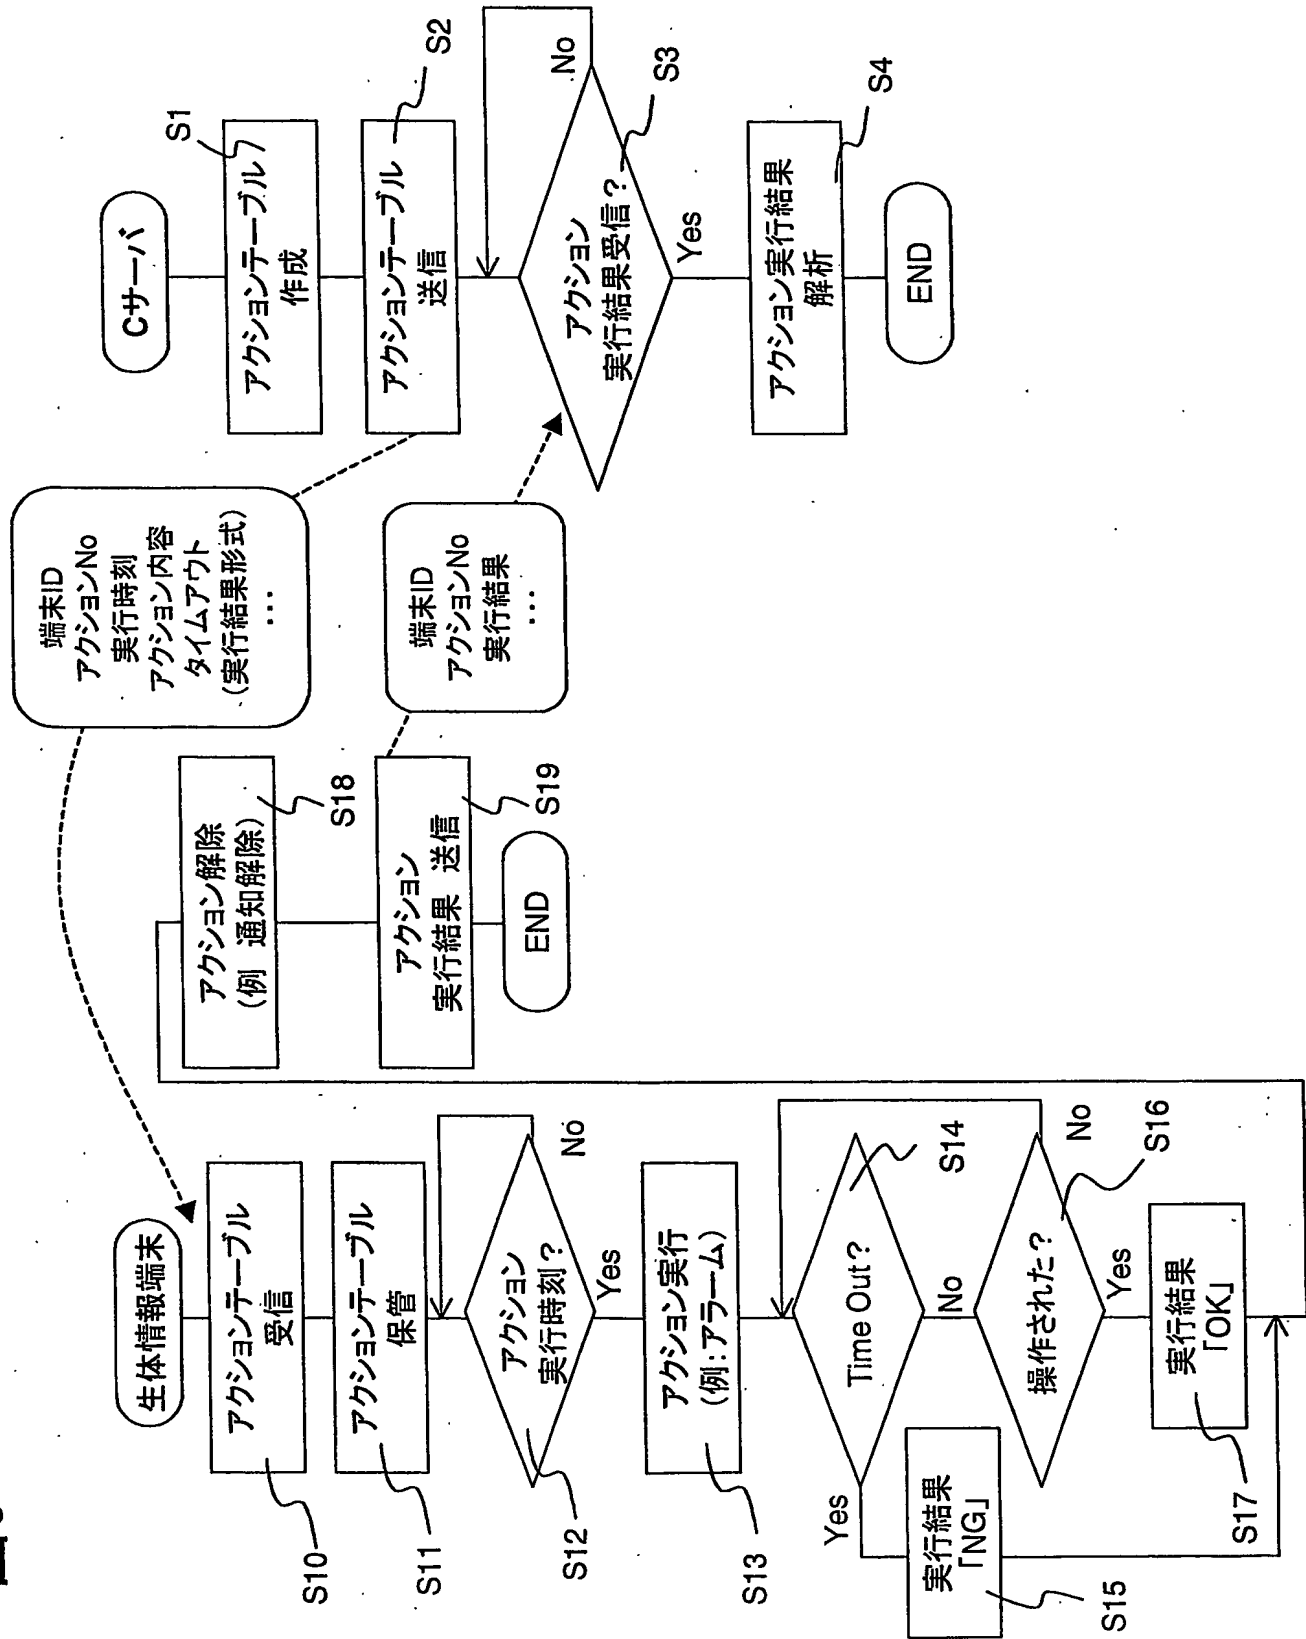 生体情報端末
アクションテーブル
受信
S10
アクションテーブル
保管
S11
アクション
実行時刻？
S12
No
Yes
アクション実行
(例：アラーム)
S13
Time Out?
S14
Yes
No
実行結果
「NG」
S15
操作された？
S16
No
Yes
実行結果
「OK」
S17
アクション解除
(例 通知解除)
S18
アクション
実行結果 送信
S19
END
端末ID
アクションNo
実行時刻
アクション内容
タイムアウト
(実行結果形式)
…
端末ID
アクションNo
実行結果
…
Cサーバ
アクションテーブル
作成
S1
アクションテーブル
送信
S2
アクション
実行結果受信？
S3
No
Yes
アクション実行結果
解析
S4
END